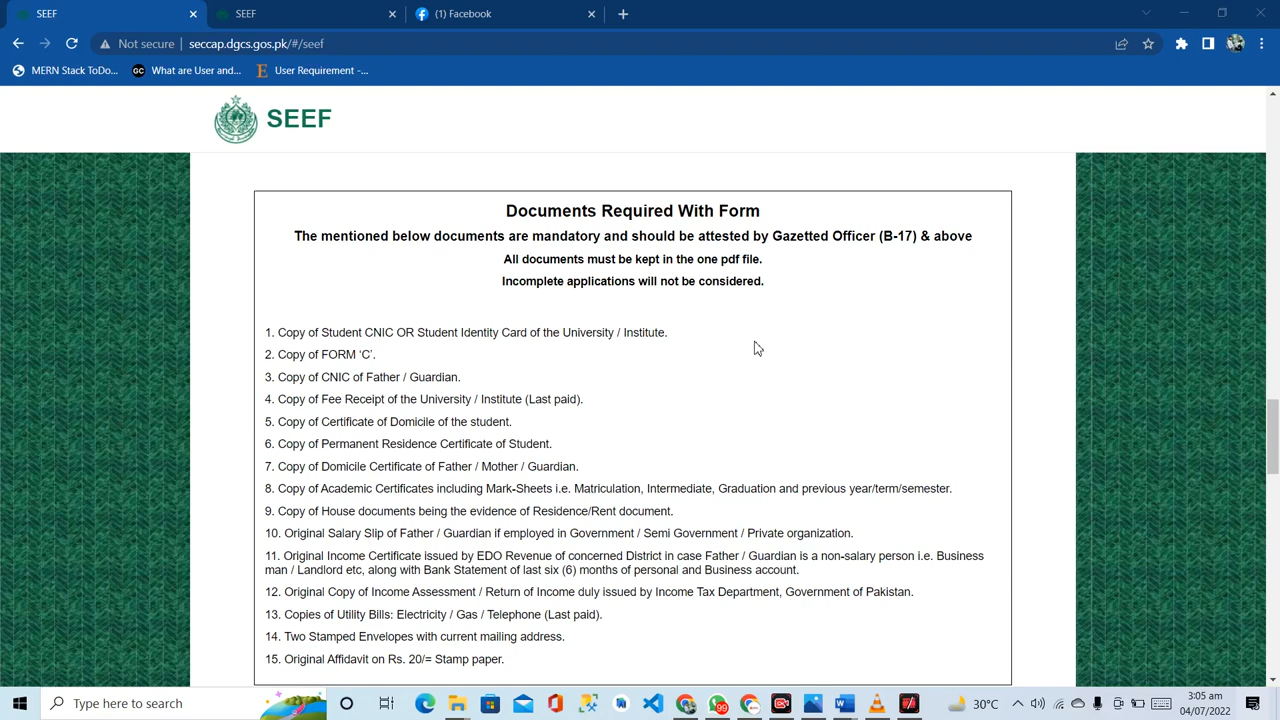 SEEF
SEEF
(1) Facebook
Not secure
seccap.dgcs.gos.pk/#/seef
MERN Stack ToDo...
GC
What are User and...
E
User Requirement -...
SEEF
Documents Required With Form
The mentioned below documents are mandatory and should be attested by Gazetted Officer (B-17) & above
All documents must be kept in the one pdf file.
Incomplete applications will not be considered.
1. Copy of Student CNIC OR Student Identity Card of the University / Institute.
2. Copy of FORM ‘C’.
3. Copy of CNIC of Father / Guardian.
4. Copy of Fee Receipt of the University / Institute (Last paid).
5. Copy of Certificate of Domicile of the student.
6. Copy of Permanent Residence Certificate of Student.
7. Copy of Domicile Certificate of Father / Mother / Guardian.
8. Copy of Academic Certificates including Mark-Sheets i.e. Matriculation, Intermediate, Graduation and previous year/term/semester.
9. Copy of House documents being the evidence of Residence/Rent document.
10. Original Salary Slip of Father / Guardian if employed in Government / Semi Government / Private organization.
11. Original Income Certificate issued by EDO Revenue of concerned District in case Father / Guardian is a non-salary person i.e. Business
man / Landlord etc, along with Bank Statement of last six (6) months of personal and Business account.
12. Original Copy of Income Assessment / Return of Income duly issued by Income Tax Department, Government of Pakistan.
13. Copies of Utility Bills: Electricity / Gas / Telephone (Last paid).
14. Two Stamped Envelopes with current mailing address.
15. Original Affidavit on Rs. 20/= Stamp paper.
Type here to search
99
30°C
3:05 am
04/07/2022